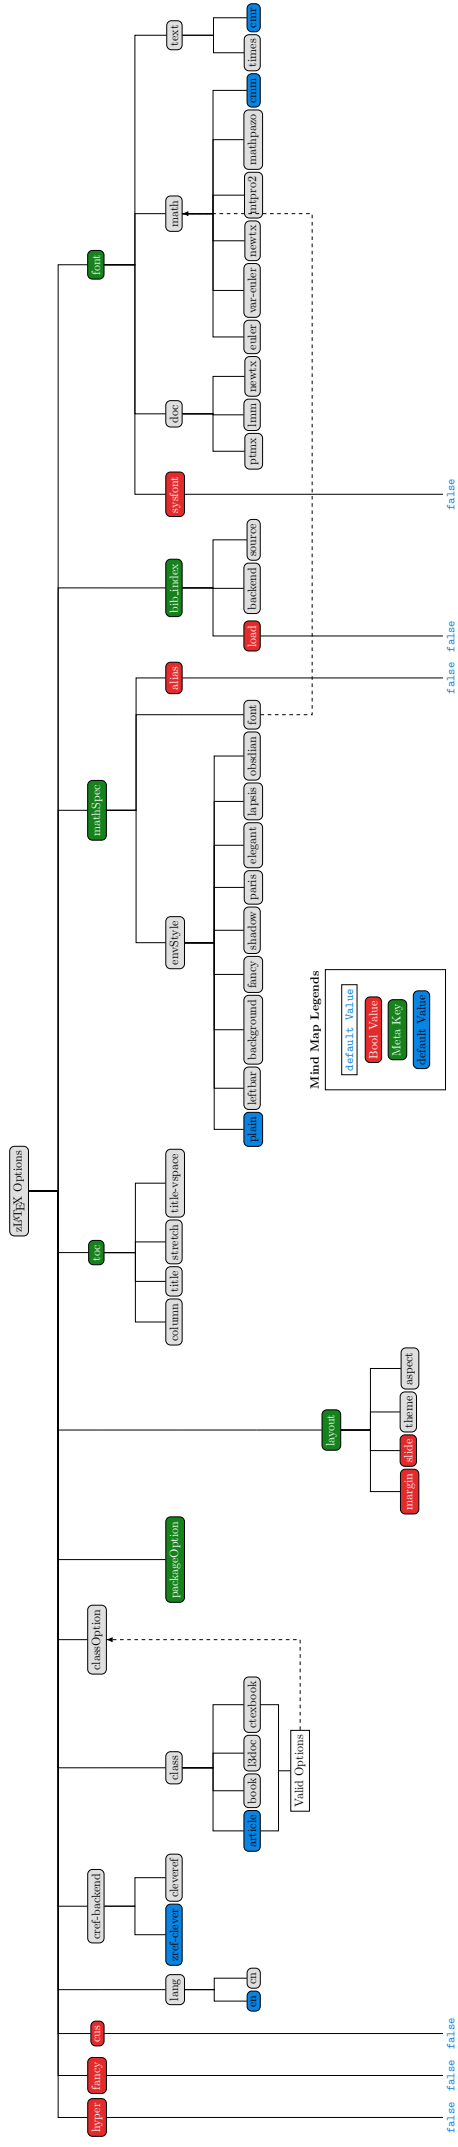 zLATEX Options
hyper
fancy
cus
lang
cref-backend
class
classOption
packageOption
layout
toc
mathSpec
bib_index
font
false
false
false
en
cn
zref-clever
cleveref
article
book
l3doc
ctexbook
Valid Options
margin
slide
theme
aspect
column
title
stretch
title-vspace
envStyle
font
alias
plain
leftbar
background
fancy
shadow
paris
elegant
lapsis
obsdian
false
load
backend
source
false
sysfont
doc
math
text
false
ptmx
lmm
newtx
euler
var-euler
newtx
mtpro2
mathpazo
cmm
times
cmr
Mind Map Legends
default Value
Bool Value
Meta Key
default Value